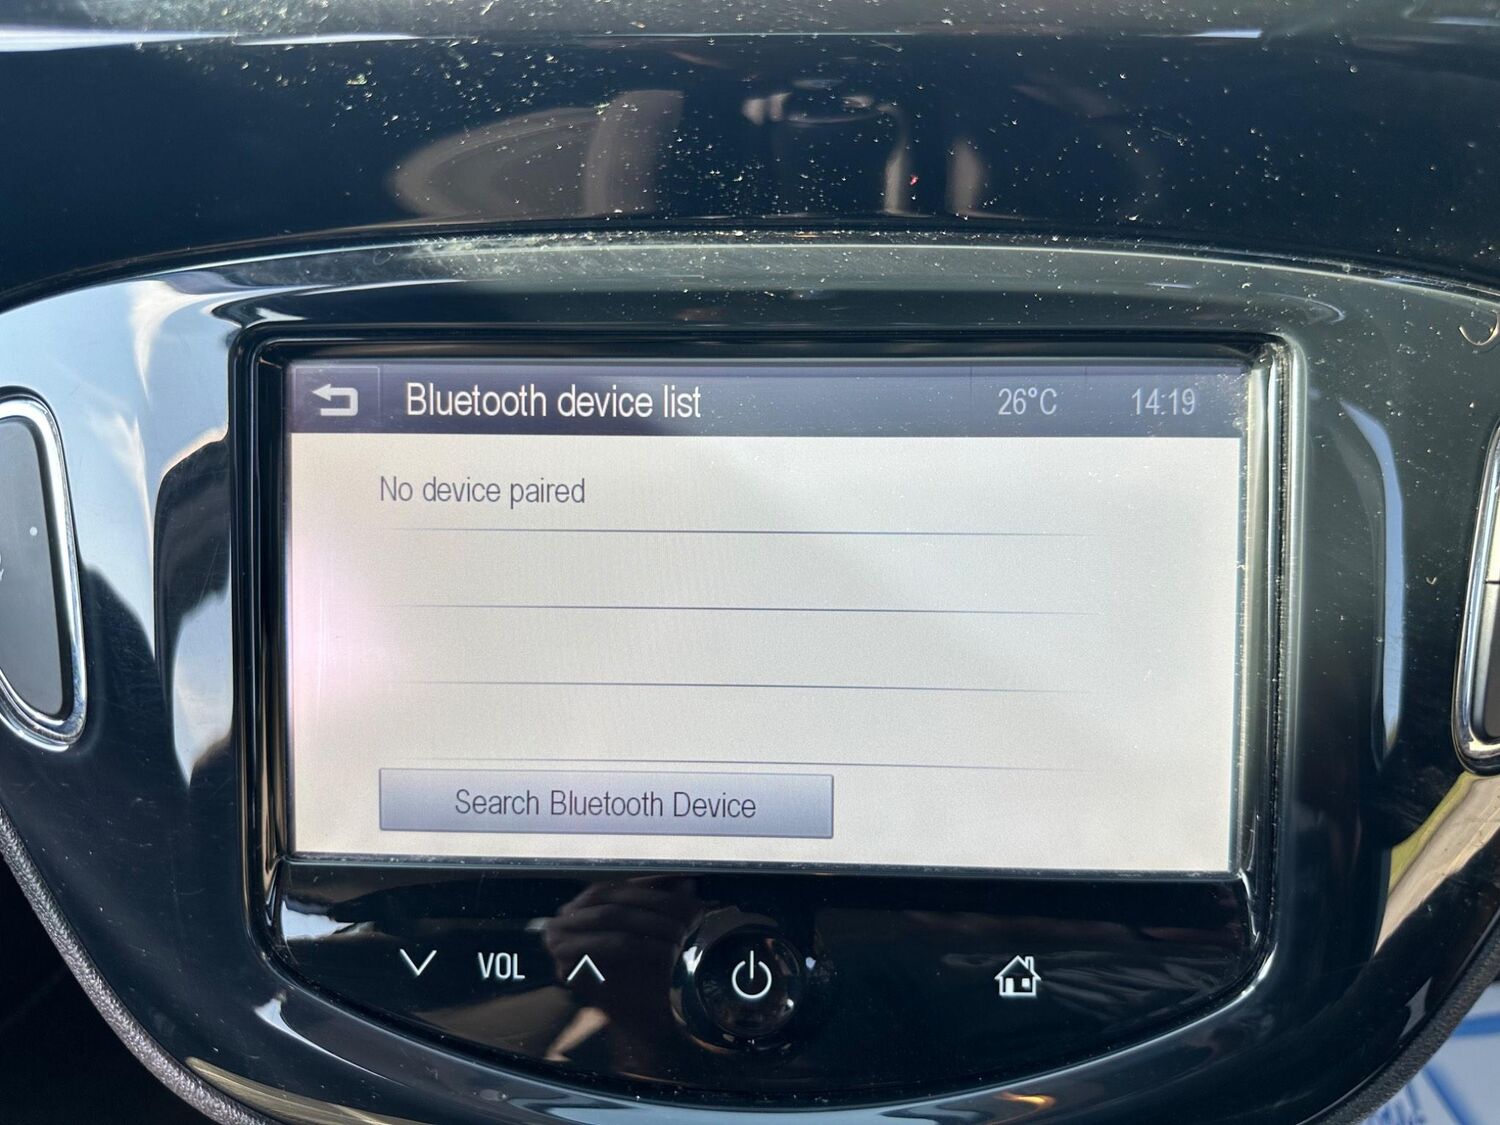 Bluetooth device list 26°C 14:19
No device paired
Search Bluetooth Device
VOL